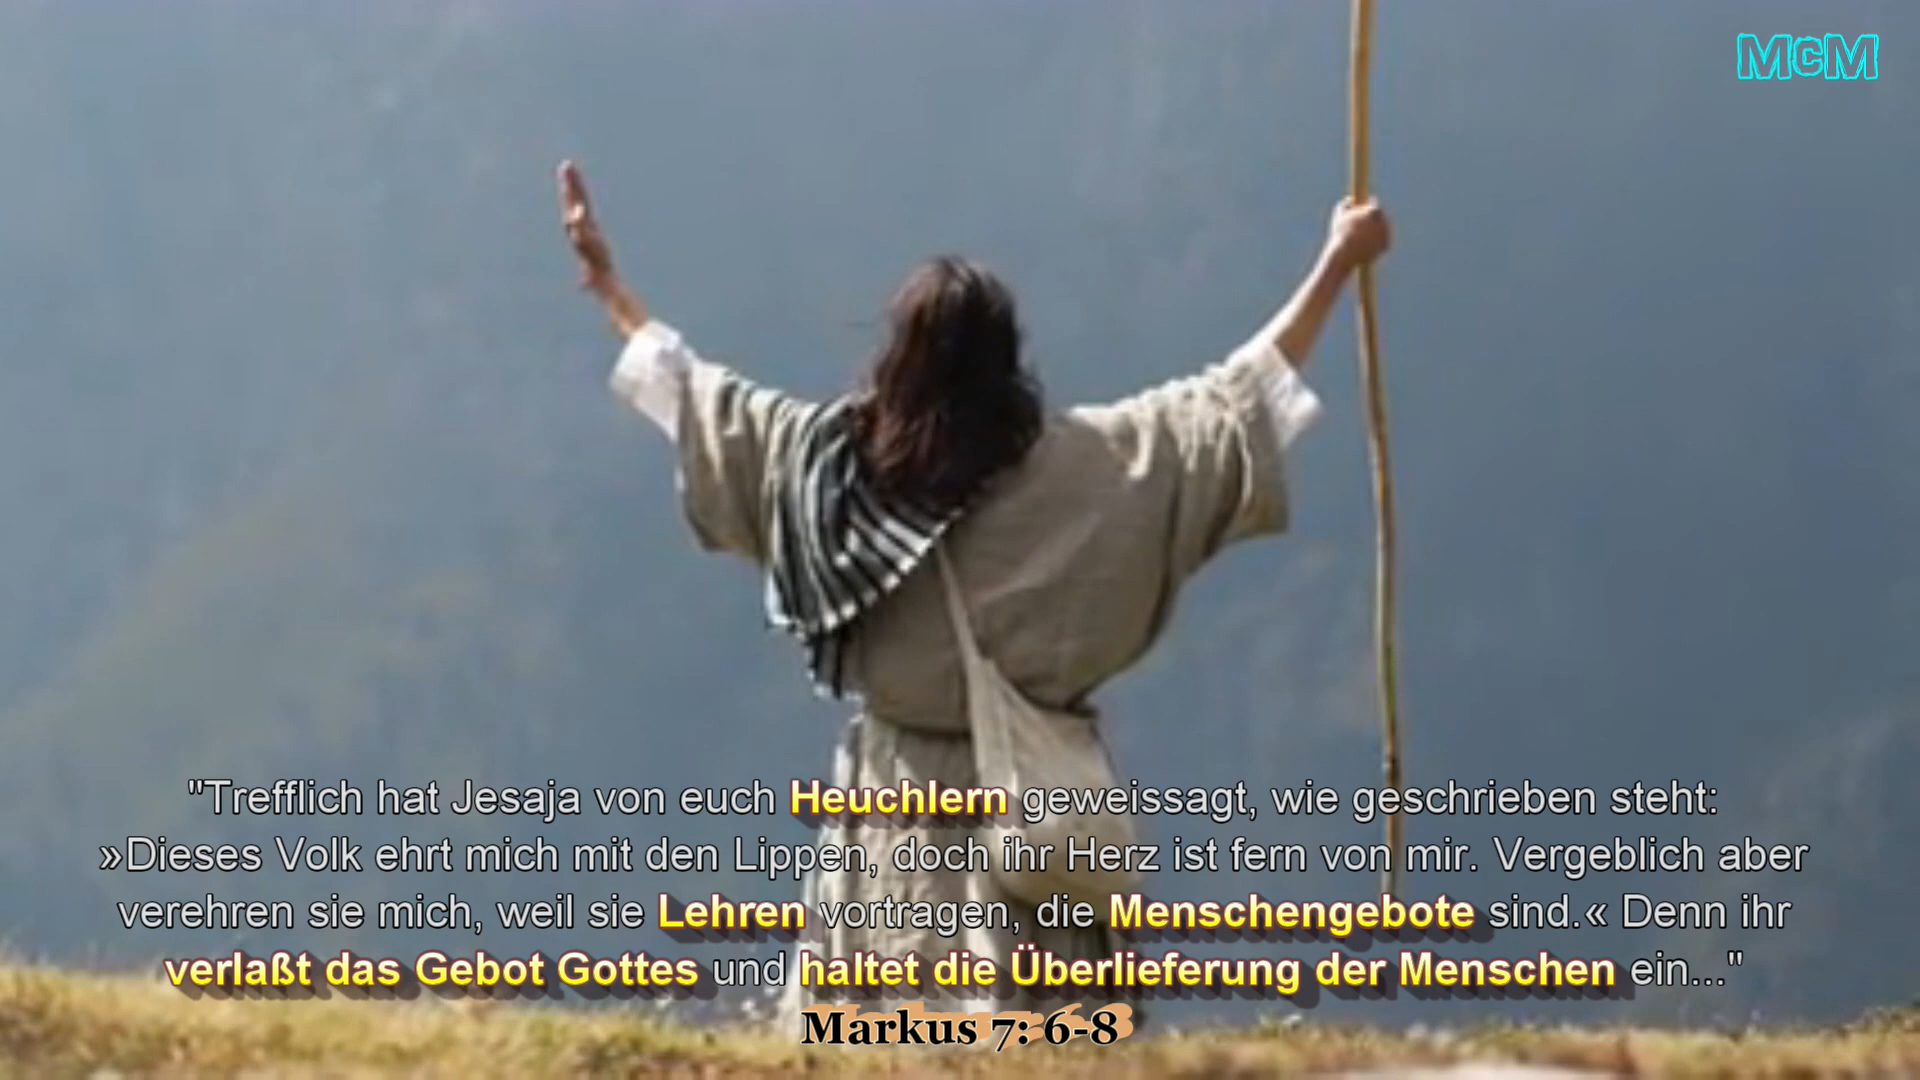 McM
"Trefflich hat Jesaja von euch Heuchlern geweissagt, wie geschrieben steht:
»Dieses Volk ehrt mich mit den Lippen, doch ihr Herz ist fern von mir. Vergeblich aber
verehren sie mich, weil sie Lehren vortragen, die Menschengebote sind.« Denn ihr
verlaßt das Gebot Gottes und haltet die Überlieferung der Menschen ein..."
Markus 7: 6-8